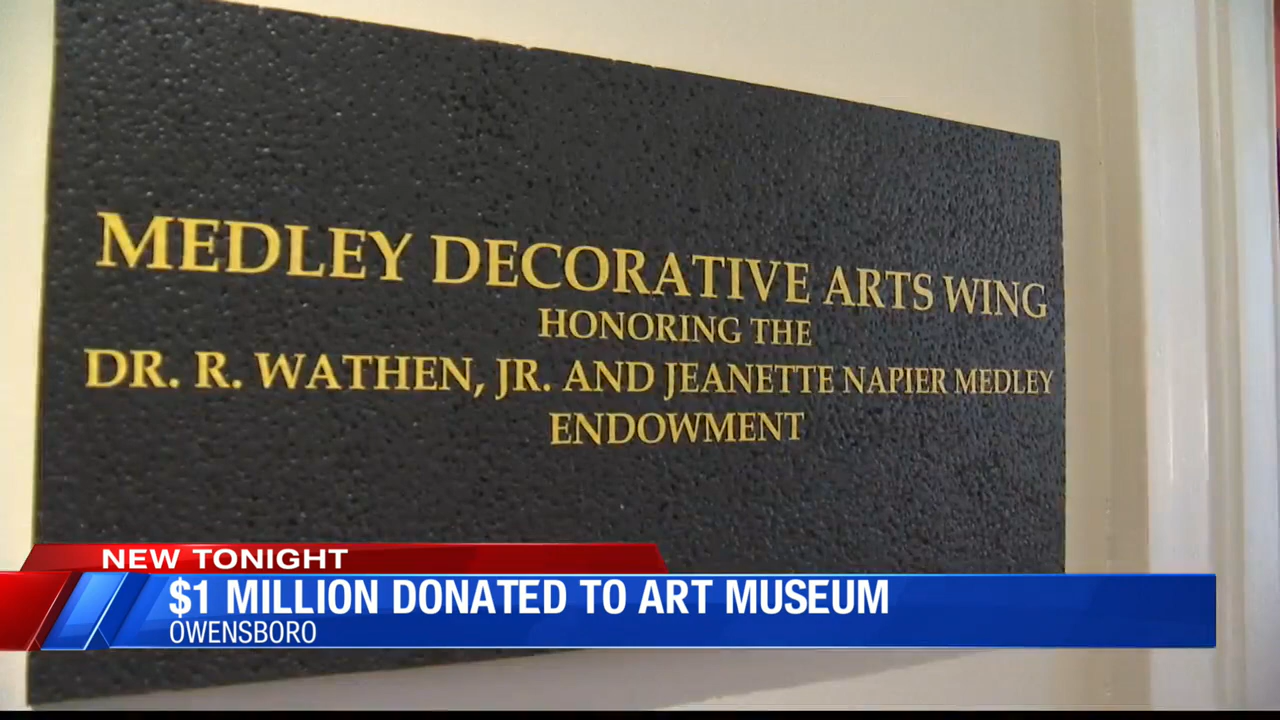 MEDLEY DECORATIVE ARTS WING
HONORING THE
DR. R. WATHEN, JR. AND JEANETTE NAPIER MEDLEY
ENDOWMENT
NEW TONIGHT
$1 MILLION DONATED TO ART MUSEUM
OWENSBORO